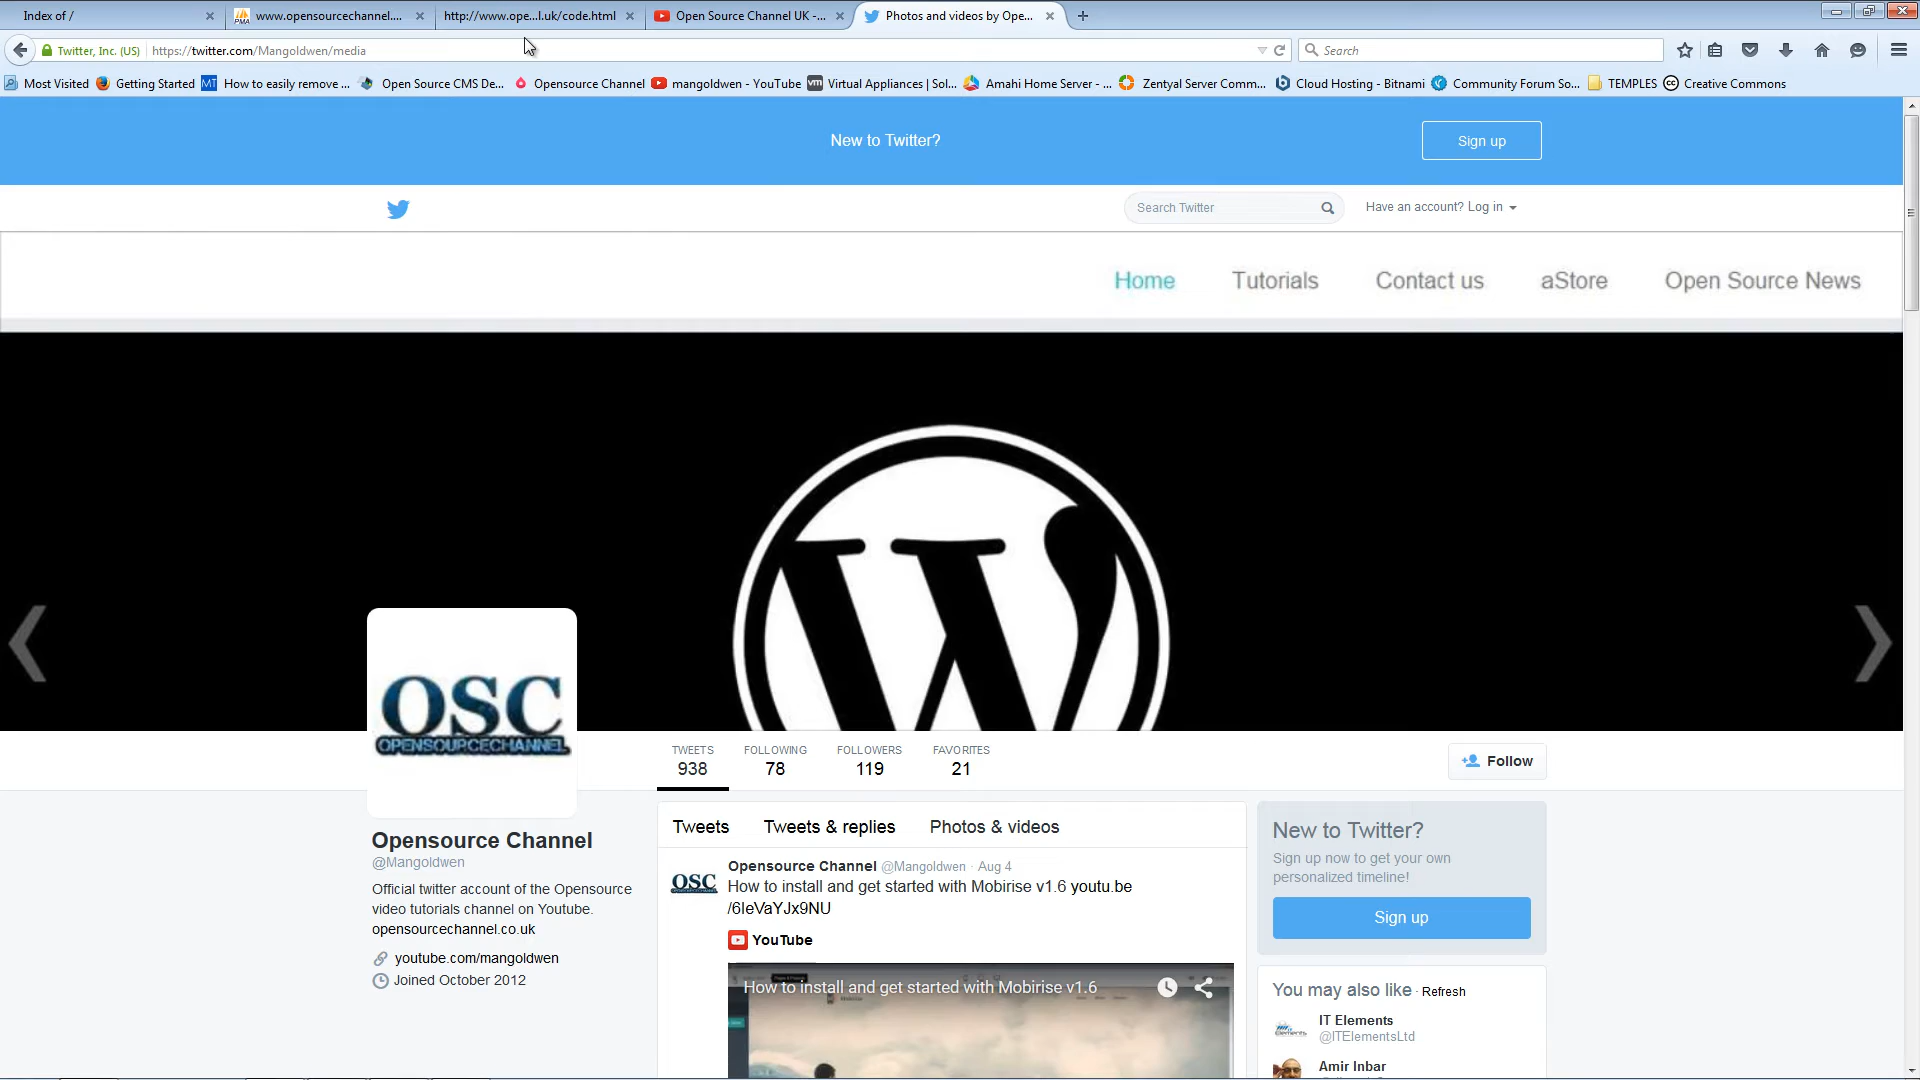 Index of /
www.opensourcechannel....
http://www.ope...l.uk/code.html
Open Source Channel UK -...
Photos and videos by Ope...
Twitter, Inc. (US)
https://twitter.com/Mangoldwen/media
Search
Most Visited
Getting Started
How to easily remove ...
Open Source CMS De...
Opensource Channel
mangoldwen - YouTube
Virtual Appliances | Sol...
Amahi Home Server - ...
Zentyal Server Comm...
Cloud Hosting - Bitnami
Community Forum So...
TEMPLES
Creative Commons
New to Twitter?
Sign up
Search Twitter
Have an account? Log in
Home
Tutorials
Contact us
aStore
Open Source News
OSC
OPENSOURCECHANNEL
TWEETS
938
FOLLOWING
78
FOLLOWERS
119
FAVORITES
21
Follow
Opensource Channel
@Mangoldwen
Official twitter account of the Opensource
video tutorials channel on Youtube.
opensourcechannel.co.uk
youtube.com/mangoldwen
Joined October 2012
Tweets
Tweets & replies
Photos & videos
OSC
Opensource Channel @Mangoldwen · Aug 4
How to install and get started with Mobirise v1.6 youtu.be
/6IeVaYJx9NU
YouTube
How to install and get started with Mobirise v1.6
New to Twitter?
Sign up now to get your own
personalized timeline!
Sign up
You may also like · Refresh
IT Elements
@ITElementsLtd
Amir Inbar